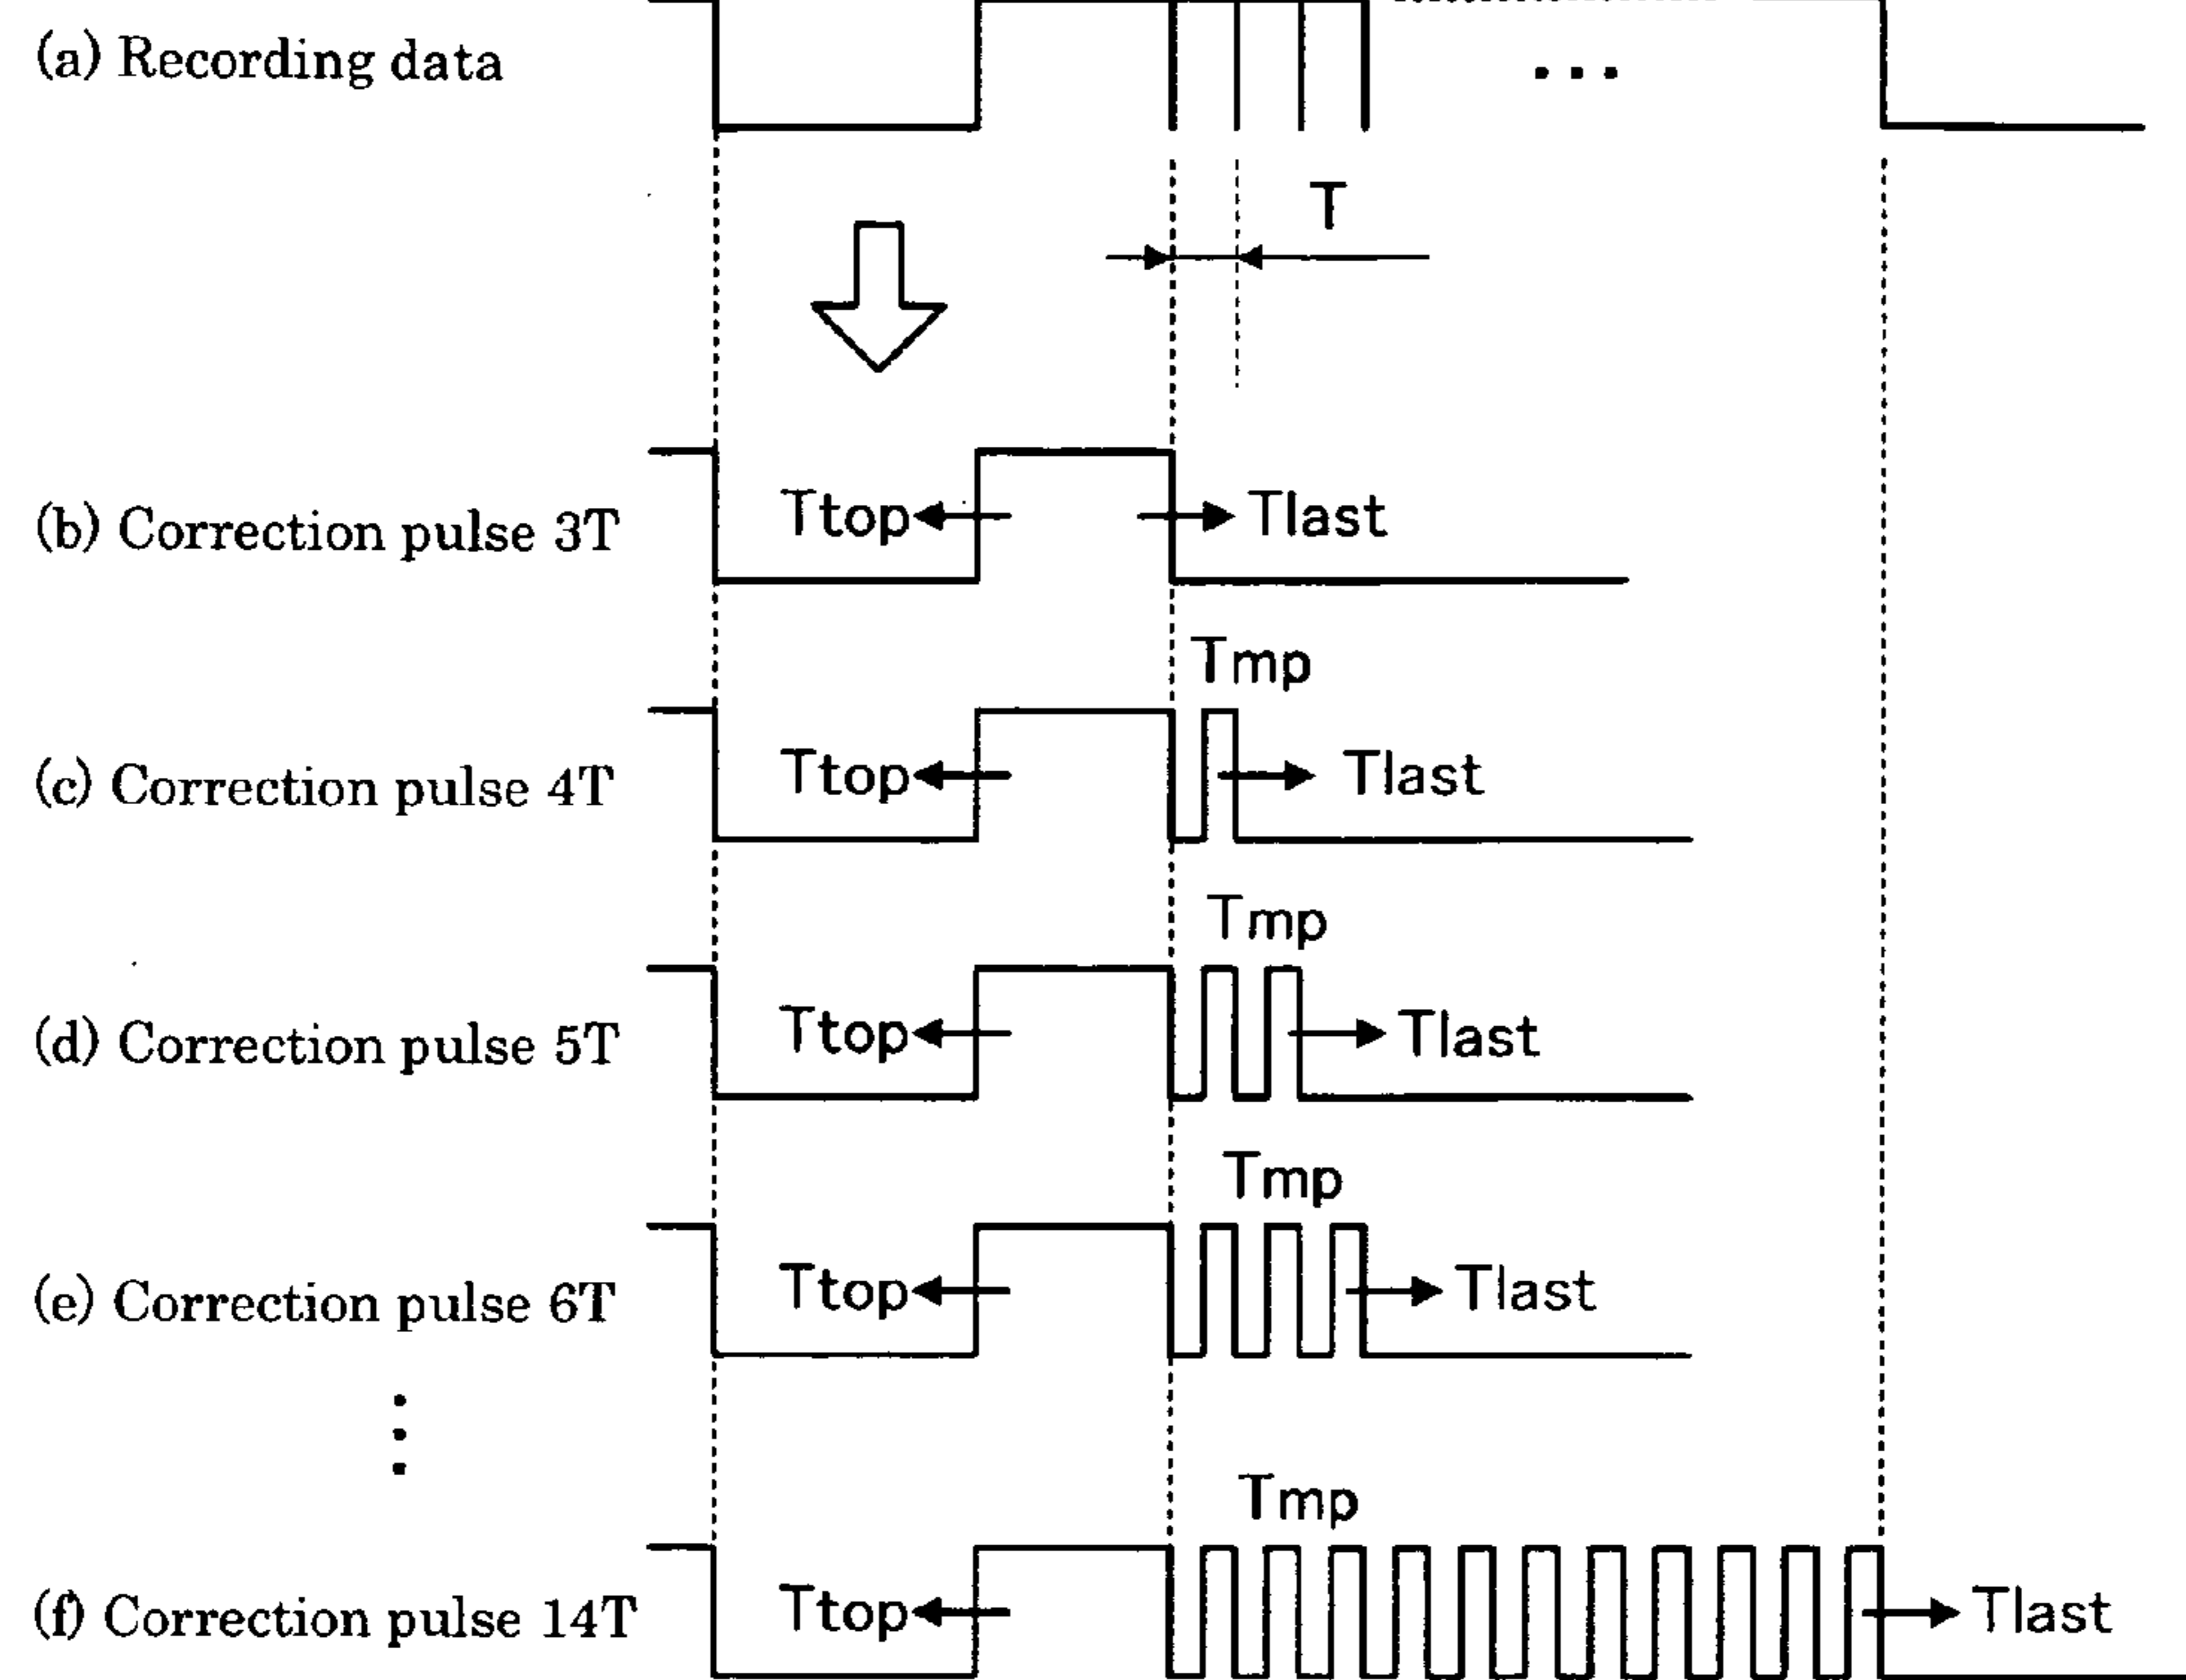 (a) Recording data
...
T
(b) Correction pulse 3T
Ttop
Tlast
Tmp
(c) Correction pulse 4T
Ttop
Tlast
Tmp
(d) Correction pulse 5T
Ttop
Tlast
Tmp
(e) Correction pulse 6T
Ttop
Tlast
Tmp
(f) Correction pulse 14T
Ttop
Tlast